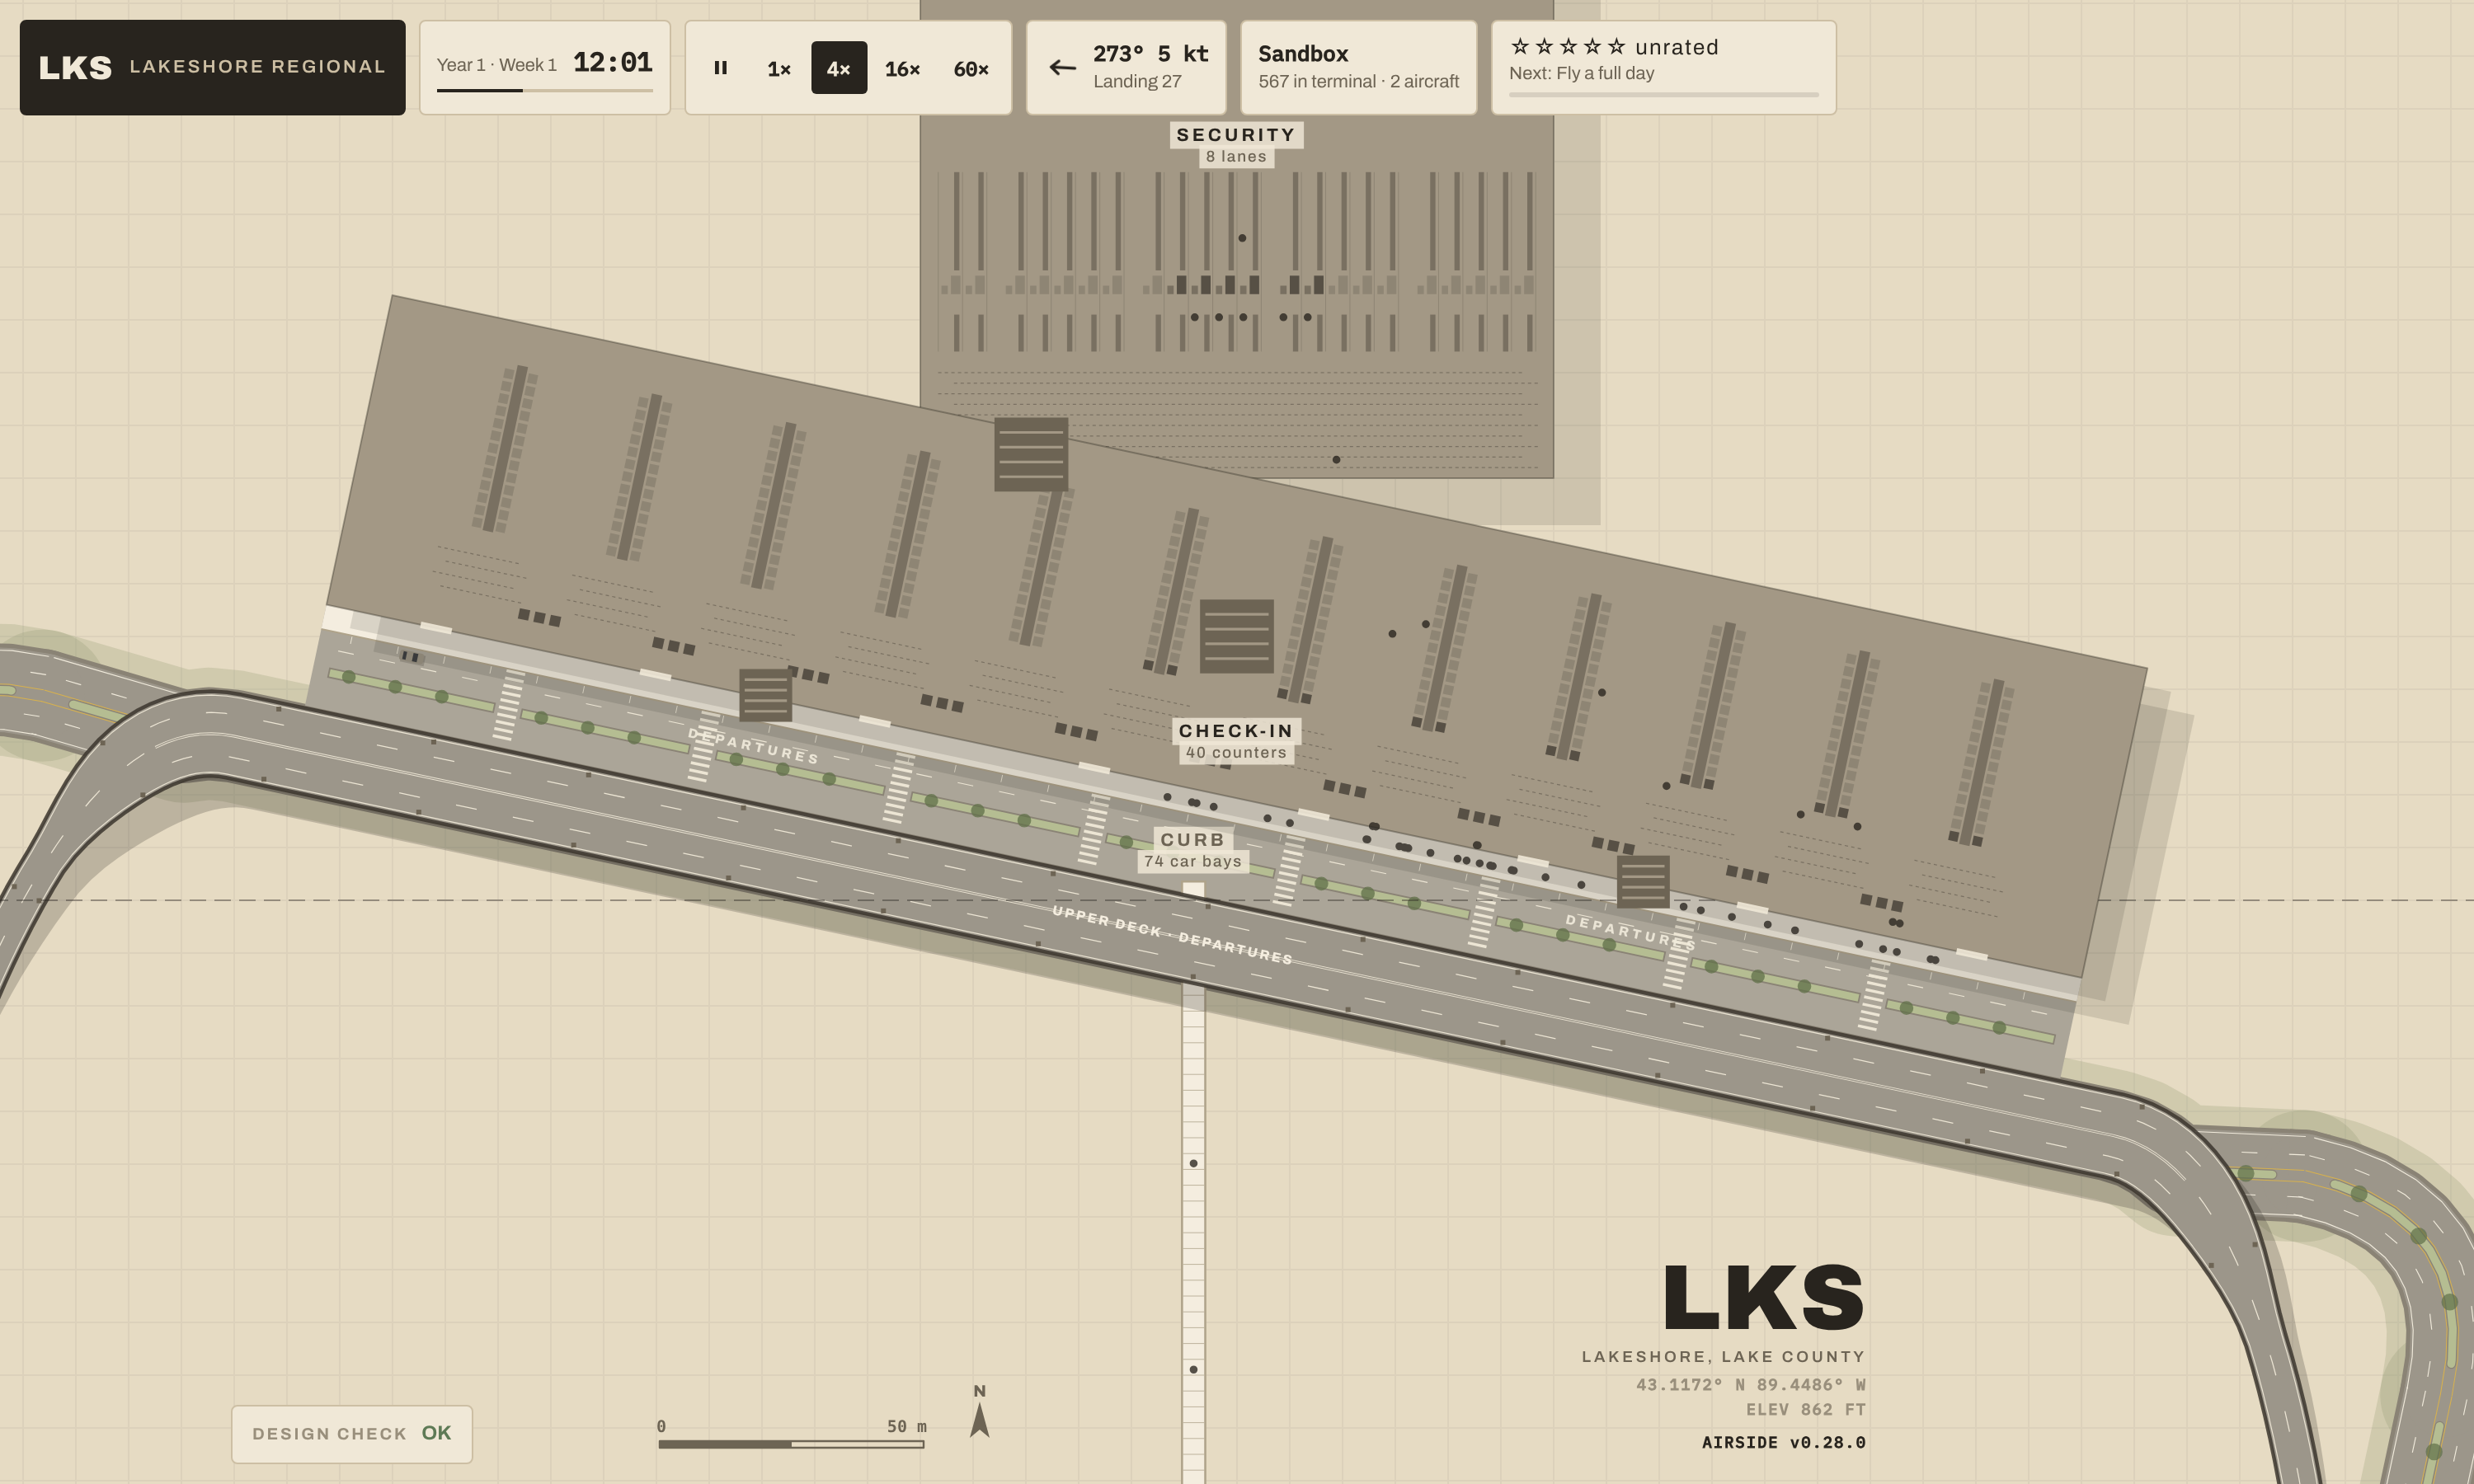 LKS LAKESHORE REGIONAL
Year 1 · Week 1 12:01
1× 4× 16× 60×
273° 5 kt
Landing 27
Sandbox
567 in terminal · 2 aircraft
☆☆☆☆☆ unrated
Next: Fly a full day
SECURITY
8 lanes
CHECK-IN
40 counters
DEPARTURES
CURB
74 car bays
UPPER DECK · DEPARTURES
DEPARTURES
LKS
LAKESHORE, LAKE COUNTY
43.1172° N 89.4486° W
ELEV 862 FT
AIRSIDE v0.28.0
DESIGN CHECK OK
0 50 m
N